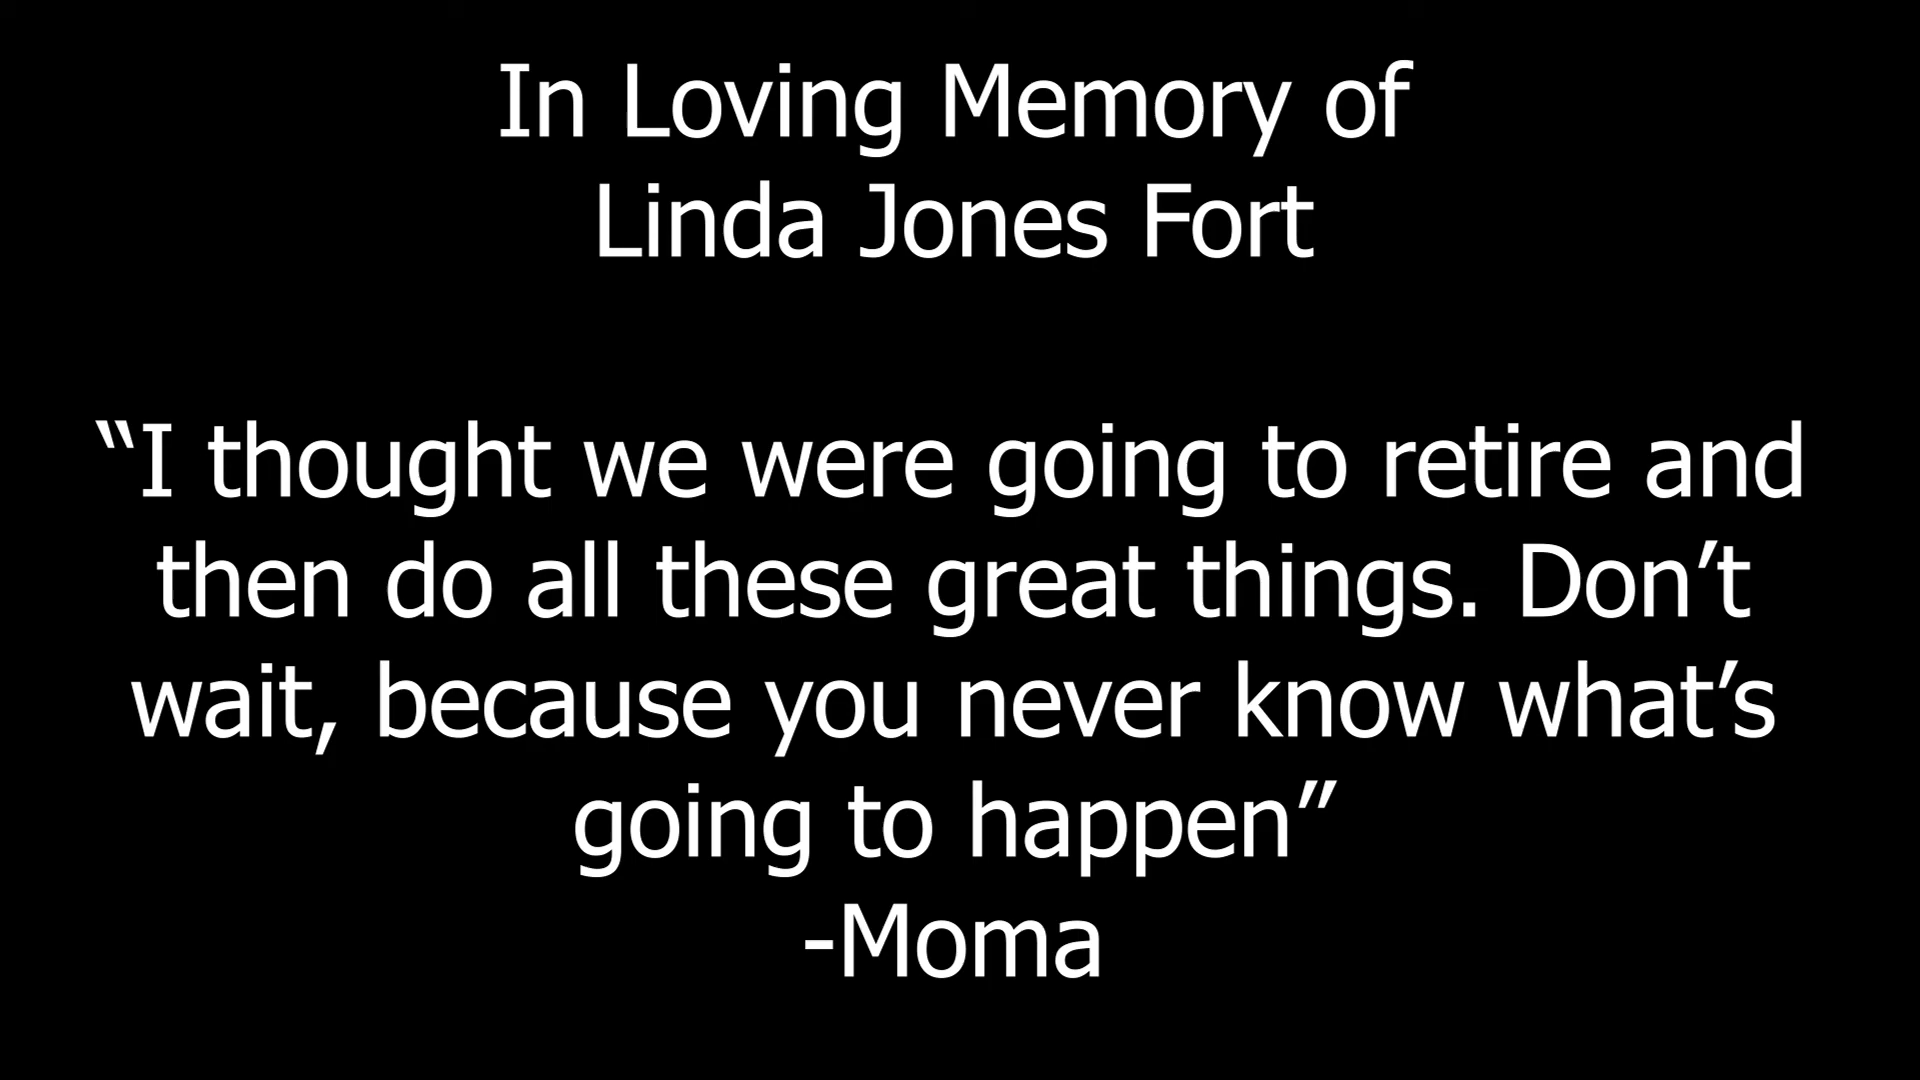 In Loving Memory of
Linda Jones Fort
“I thought we were going to retire and
then do all these great things. Don’t
wait, because you never know what’s
going to happen”
-Moma